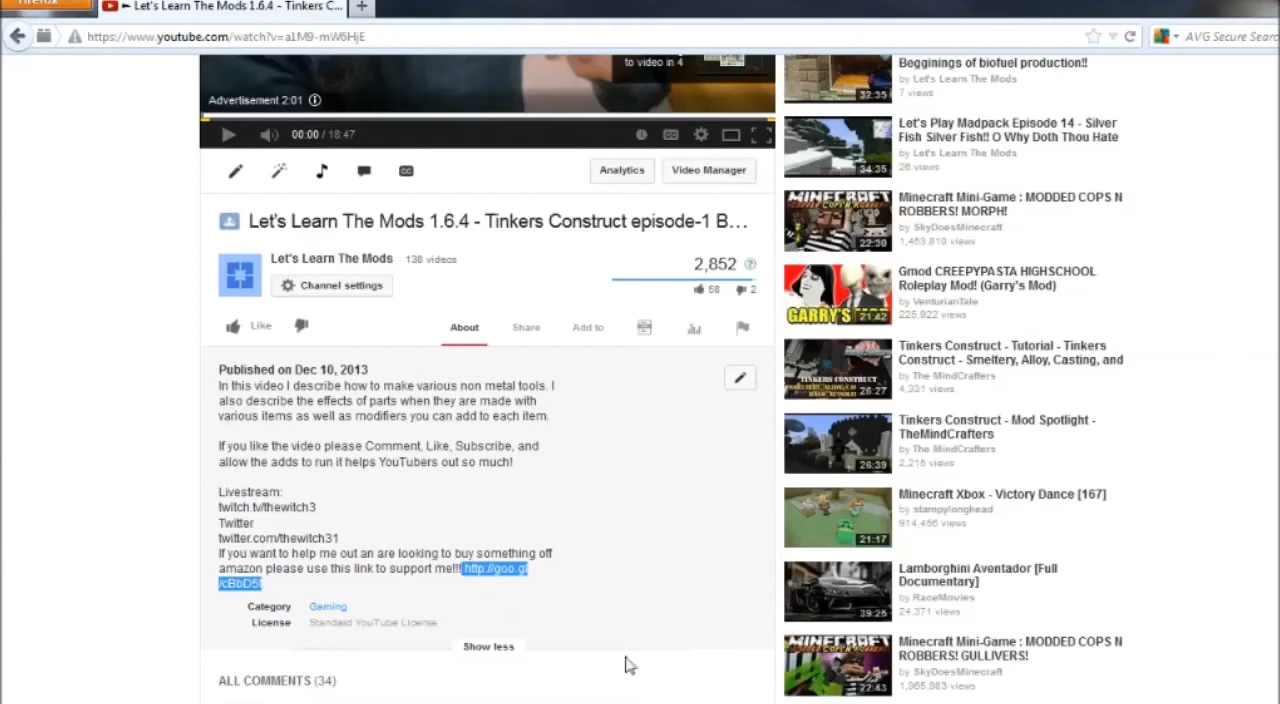 Firefox
Let's Learn The Mods 1.6.4 - Tinkers C...
https://www.youtube.com/watch?v=a1M9-mW6HjE
AVG Secure Searc
to video in 4
Advertisement 2:01
00:00 / 18:47
Analytics
Video Manager
Let's Learn The Mods 1.6.4 - Tinkers Construct episode-1 B...
Let's Learn The Mods 138 videos
Channel settings
2,852
58 2
Like
About
Share
Add to
Published on Dec 10, 2013
In this video I describe how to make various non metal tools. I
also describe the effects of parts when they are made with
various items as well as modifiers you can add to each item.
If you like the video please Comment, Like, Subscribe, and
allow the adds to run it helps YouTubers out so much!
Livestream:
twitch.tv/thewitch3
Twitter
twitter.com/thewitch31
If you want to help me out an are looking to buy something off
amazon please use this link to support me!!! http://goo.gl
/cBbD5f
Category Gaming
License Standard YouTube License
Show less
ALL COMMENTS (34)
Begginings of biofuel production!!
by Let's Learn The Mods
7 views
32:35
Let's Play Madpack Episode 14 - Silver
Fish Silver Fish!! O Why Doth Thou Hate
by Let's Learn The Mods
26 views
34:35
Minecraft Mini-Game : MODDED COPS N
ROBBERS! MORPH!
by SkyDoesMinecraft
1,463,810 views
MINECRAFT
22:30
Gmod CREEPYPASTA HIGHSCHOOL
Roleplay Mod! (Garry's Mod)
by VenturianTale
225,922 views
GARRY'S MOD
21:42
Tinkers Construct - Tutorial - Tinkers
Construct - Smeltery, Alloy, Casting, and
by The MindCrafters
4,331 views
TINKERS CONSTRUCT
26:27
Tinkers Construct - Mod Spotlight -
TheMindCrafters
by The MindCrafters
2,215 views
26:39
Minecraft Xbox - Victory Dance [167]
by stampylonghead
914,456 views
21:17
Lamborghini Aventador [Full
Documentary]
by RaceMovies
24,371 views
39:25
Minecraft Mini-Game : MODDED COPS N
ROBBERS! GULLIVERS!
by SkyDoesMinecraft
1,965,983 views
MINECRAFT
22:43